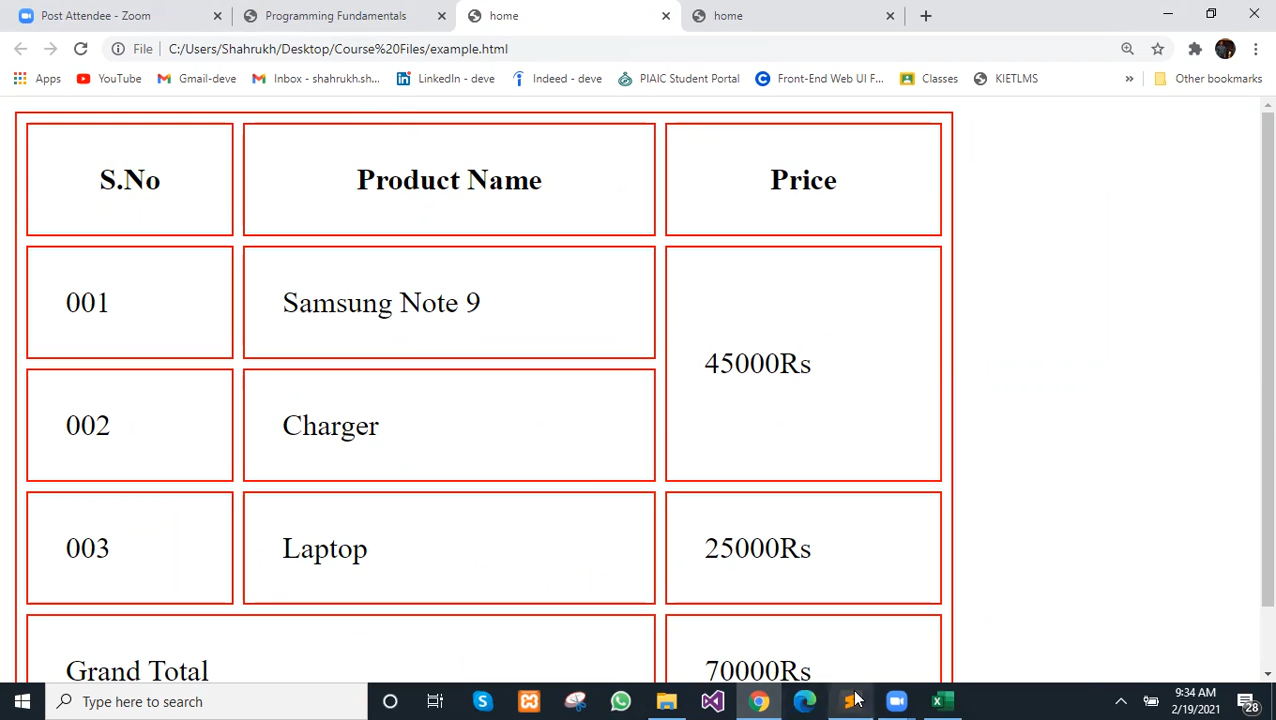 Post Attendee - Zoom
Programming Fundamentals
home
home
File
C:/Users/Shahrukh/Desktop/Course%20Files/example.html
Apps
YouTube
Gmail-deve
Inbox - shahrukh.sh...
LinkedIn - deve
Indeed - deve
PIAIC Student Portal
Front-End Web UI F...
Classes
KIETLMS
»
Other bookmarks
S.No Product Name Price
001 Samsung Note 9 45000Rs
002 Charger
003 Laptop 25000Rs
Grand Total 70000Rs
Type here to search
9:34 AM
2/19/2021
28